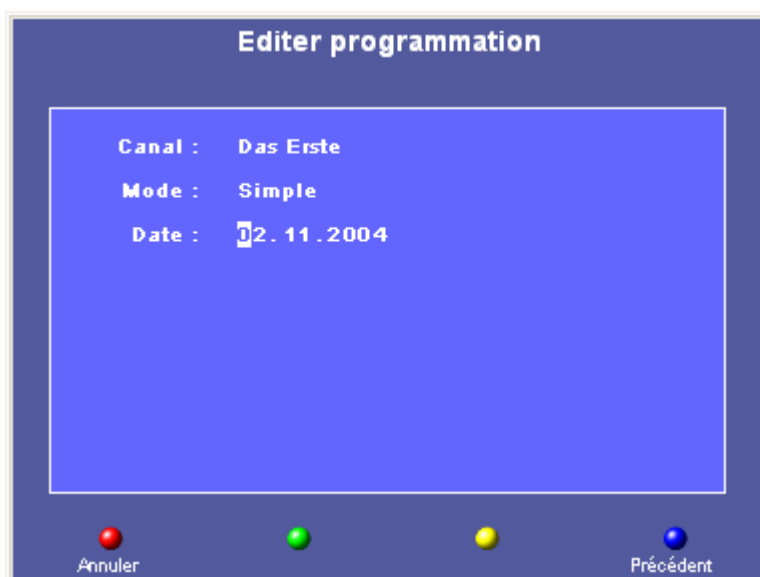 Editer programmation
Canal : Das Erste
Mode : Simple
Date : 02.11.2004
Annuler
Précédent